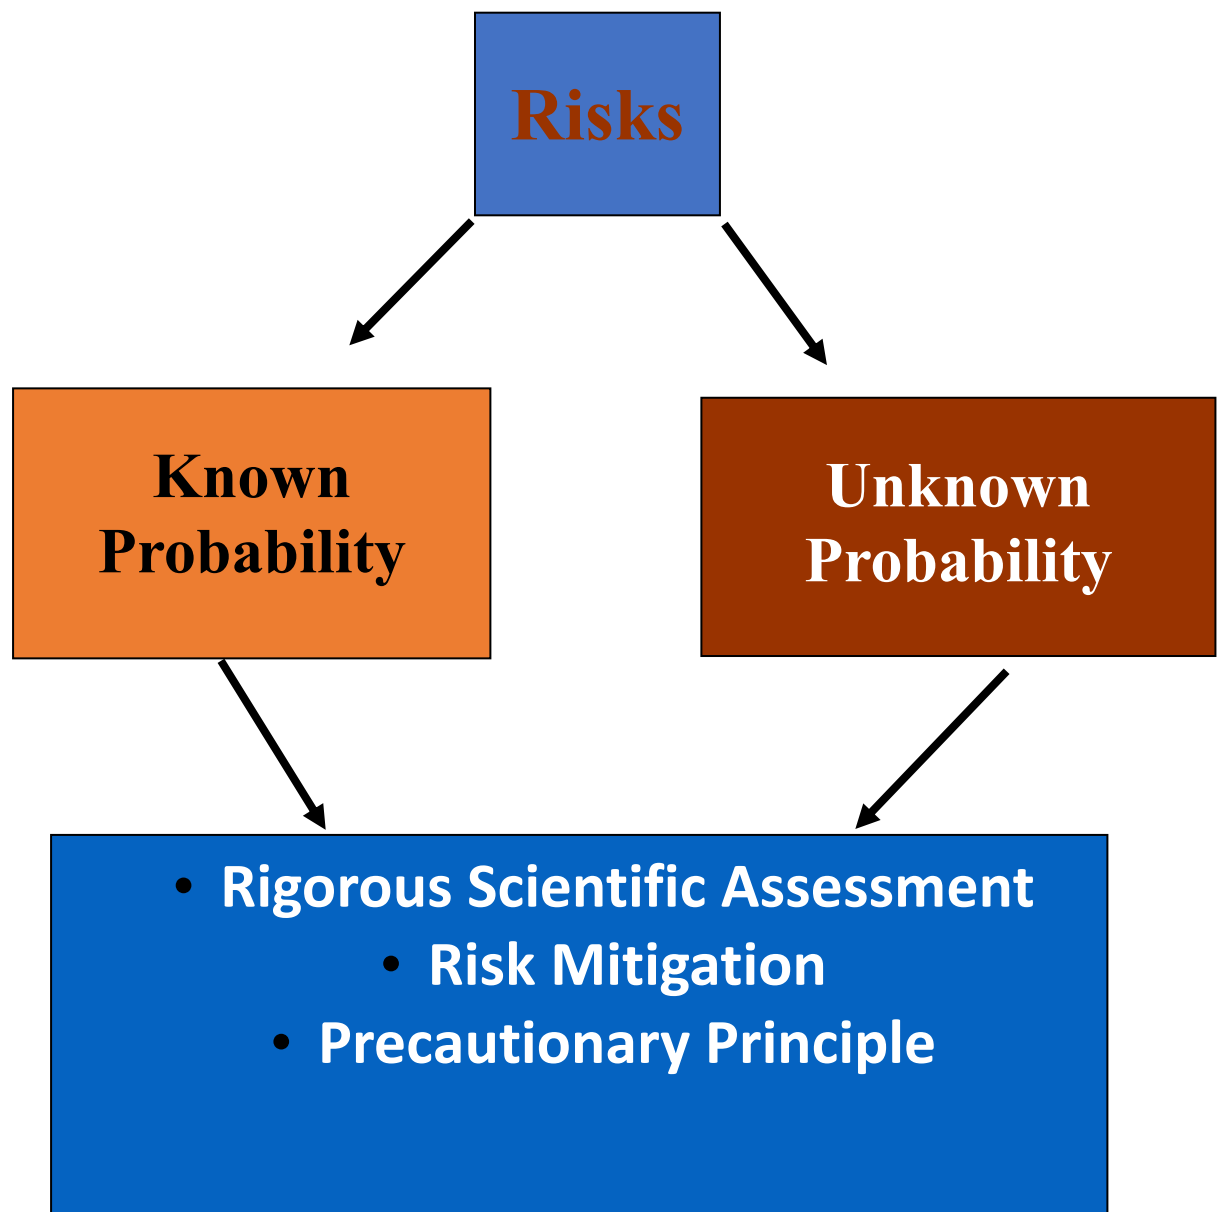 Risks
Known
Probability
Unknown
Probability
• Rigorous Scientific Assessment
• Risk Mitigation
• Precautionary Principle